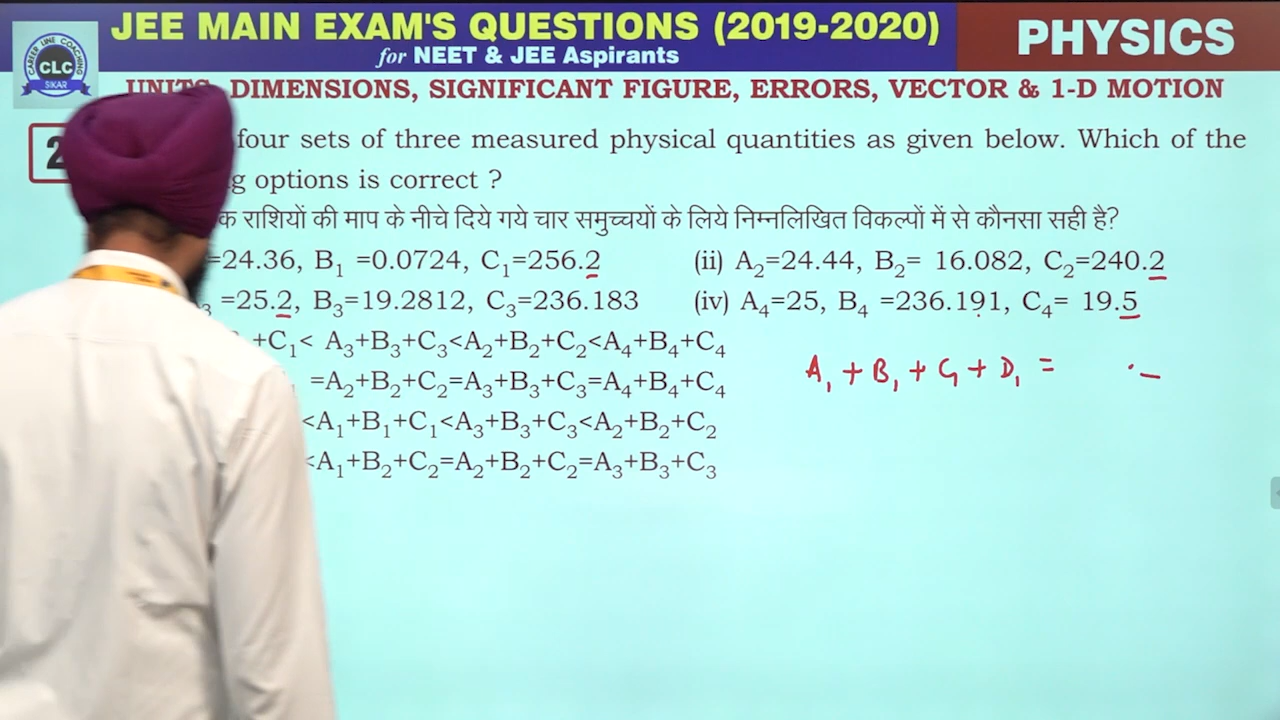 JEE MAIN EXAM'S QUESTIONS (2019-2020)
for NEET & JEE Aspirants
PHYSICS
CAREER LINE COACHING
CLC
SIKAR
UNITS, DIMENSIONS, SIGNIFICANT FIGURE, ERRORS, VECTOR & 1-D MOTION
2 four sets of three measured physical quantities as given below. Which of the
options is correct ?
राशियों की माप के नीचे दिये गये चार समुच्चयों के लिये निम्नलिखित विकल्पों में से कौनसा सही है?
=24.36, B₁ =0.0724, C₁=256.2 (ii) A₂=24.44, B₂= 16.082, C₂=240.2
₃ =25.2, B₃=19.2812, C₃=236.183 (iv) A₄=25, B₄ =236.191, C₄= 19.5
+C₁< A₃+B₃+C₃<A₂+B₂+C₂<A₄+B₄+C₄
=A₂+B₂+C₂=A₃+B₃+C₃=A₄+B₄+C₄
<A₁+B₁+C₁<A₃+B₃+C₃<A₂+B₂+C₂
<A₁+B₂+C₂=A₂+B₂+C₂=A₃+B₃+C₃
A₁ + B₁ + C₁ + D₁ = . _